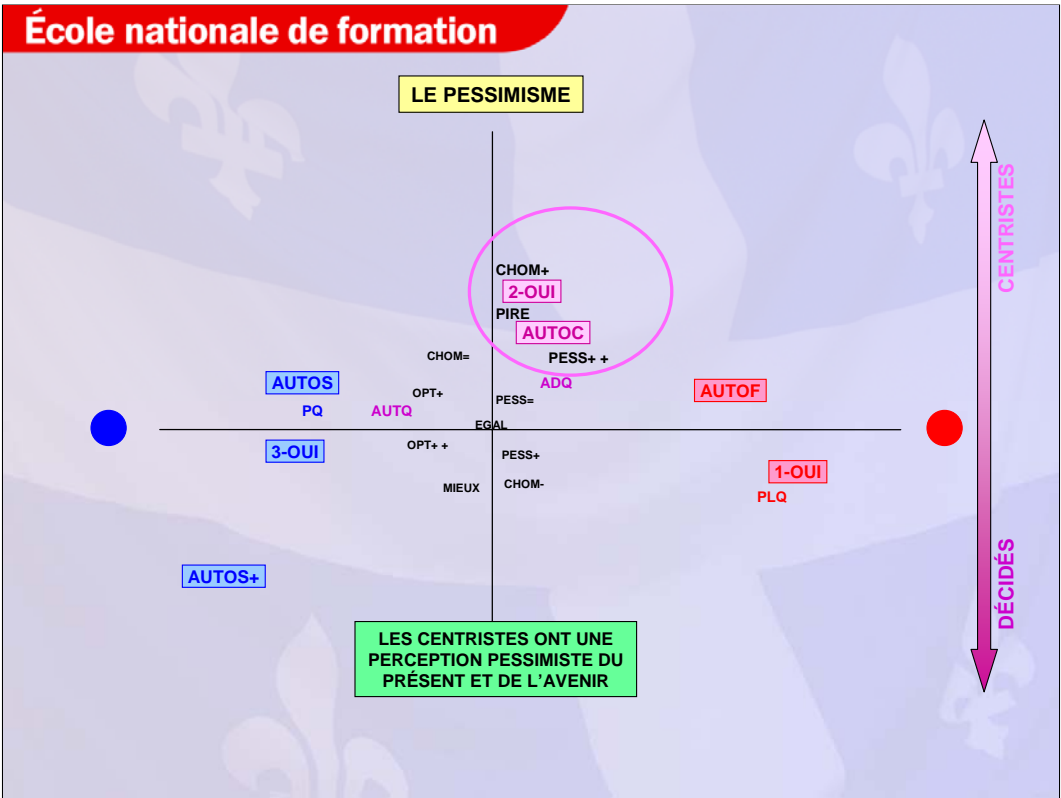 École nationale de formation
LE PESSIMISME
CENTRISTES
CHOM+
2-OUI
PIRE
AUTOC
CHOM=
PESS+ +
AUTOS
ADQ
AUTOF
OPT+
PESS=
PQ
AUTQ
EGAL
3-OUI
OPT+ +
PESS+
1-OUI
MIEUX
CHOM-
PLQ
DÉCIDÉS
AUTOS+
LES CENTRISTES ONT UNE
PERCEPTION PESSIMISTE DU
PRÉSENT ET DE L'AVENIR